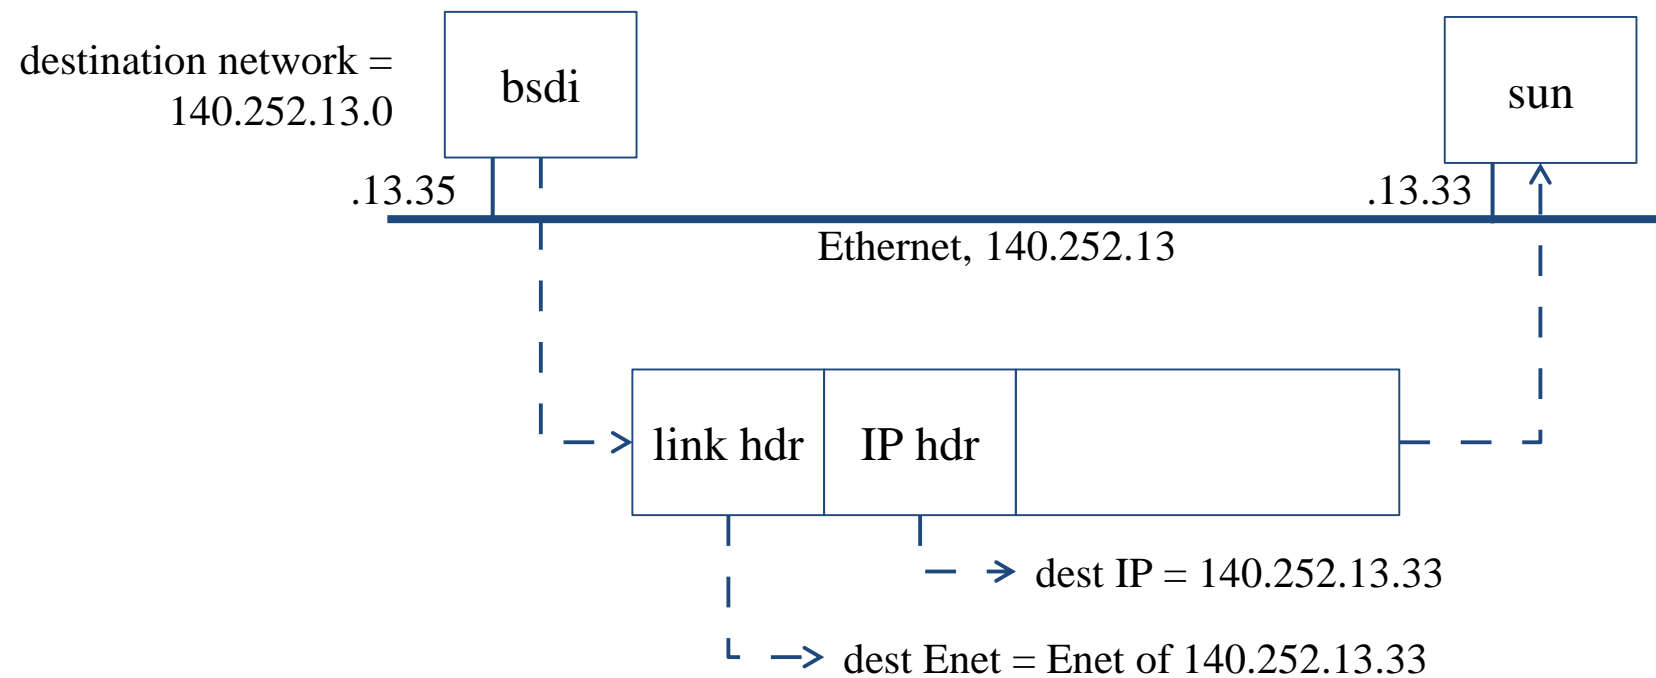 destination network =
140.252.13.0
bsdi
sun
.13.35
.13.33
Ethernet, 140.252.13
link hdr
IP hdr
dest IP = 140.252.13.33
dest Enet = Enet of 140.252.13.33